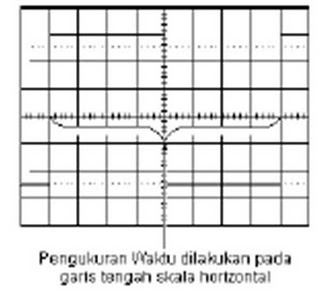 Pengukuran Waktu dilakukan pada
garis tengah skala horizontal